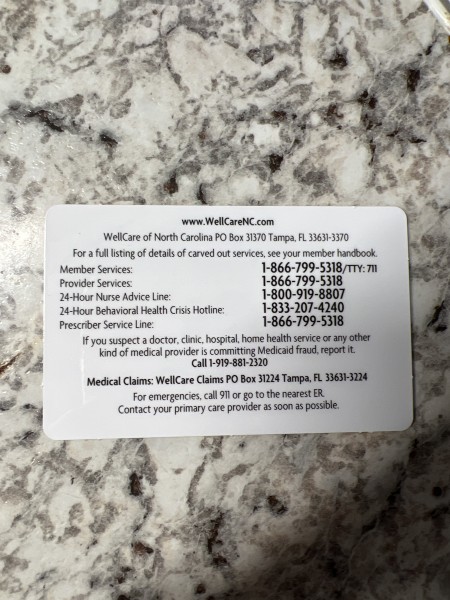 www.WellCareNC.com
WellCare of North Carolina PO Box 31370 Tampa, FL 33631-3370
For a full listing of details of carved out services, see your member handbook.
Member Services: 1-866-799-5318/TTY: 711
Provider Services: 1-866-799-5318
24-Hour Nurse Advice Line: 1-800-919-8807
24-Hour Behavioral Health Crisis Hotline: 1-833-207-4240
Prescriber Service Line: 1-866-799-5318
If you suspect a doctor, clinic, hospital, home health service or any other
kind of medical provider is committing Medicaid fraud, report it.
Call 1-919-881-2320
Medical Claims: WellCare Claims PO Box 31224 Tampa, FL 33631-3224
For emergencies, call 911 or go to the nearest ER.
Contact your primary care provider as soon as possible.